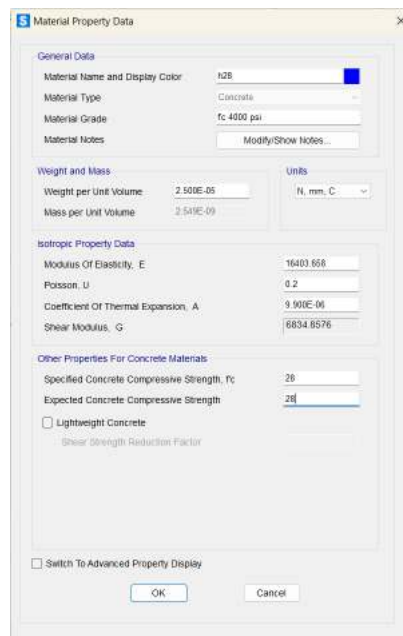 S Material Property Data
General Data
Material Name and Display Color h28
Material Type Concrete
Material Grade fc 4000 psi
Material Notes Modify/Show Notes...
Weight and Mass Units
Weight per Unit Volume 2.500E-05 N, mm, C
Mass per Unit Volume 2.549E-09
Isotropic Property Data
Modulus Of Elasticity, E 16403.658
Poisson, U 0.2
Coefficient Of Thermal Expansion, A 9.900E-06
Shear Modulus, G 6834.8576
Other Properties For Concrete Materials
Specified Concrete Compressive Strength, f'c 28
Expected Concrete Compressive Strength 28
Lightweight Concrete
Shear Strength Reduction Factor
Switch To Advanced Property Display
OK Cancel